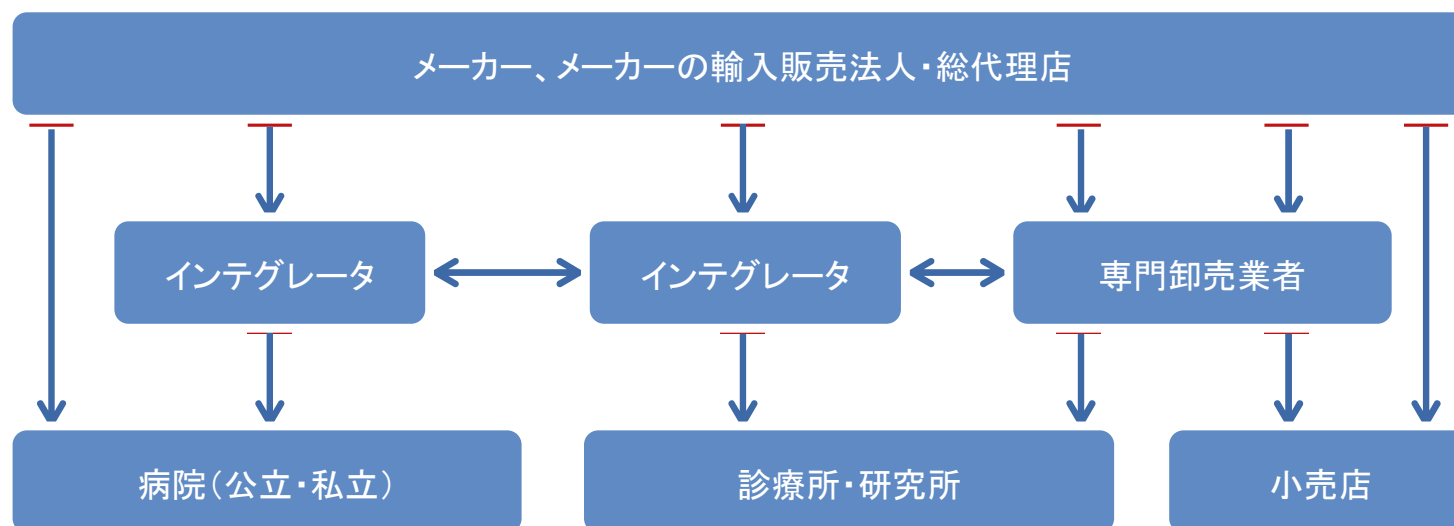 メーカー、メーカーの輸入販売法人・総代理店
インテグレータ
インテグレータ
専門卸売業者
病院(公立・私立)
診療所・研究所
小売店